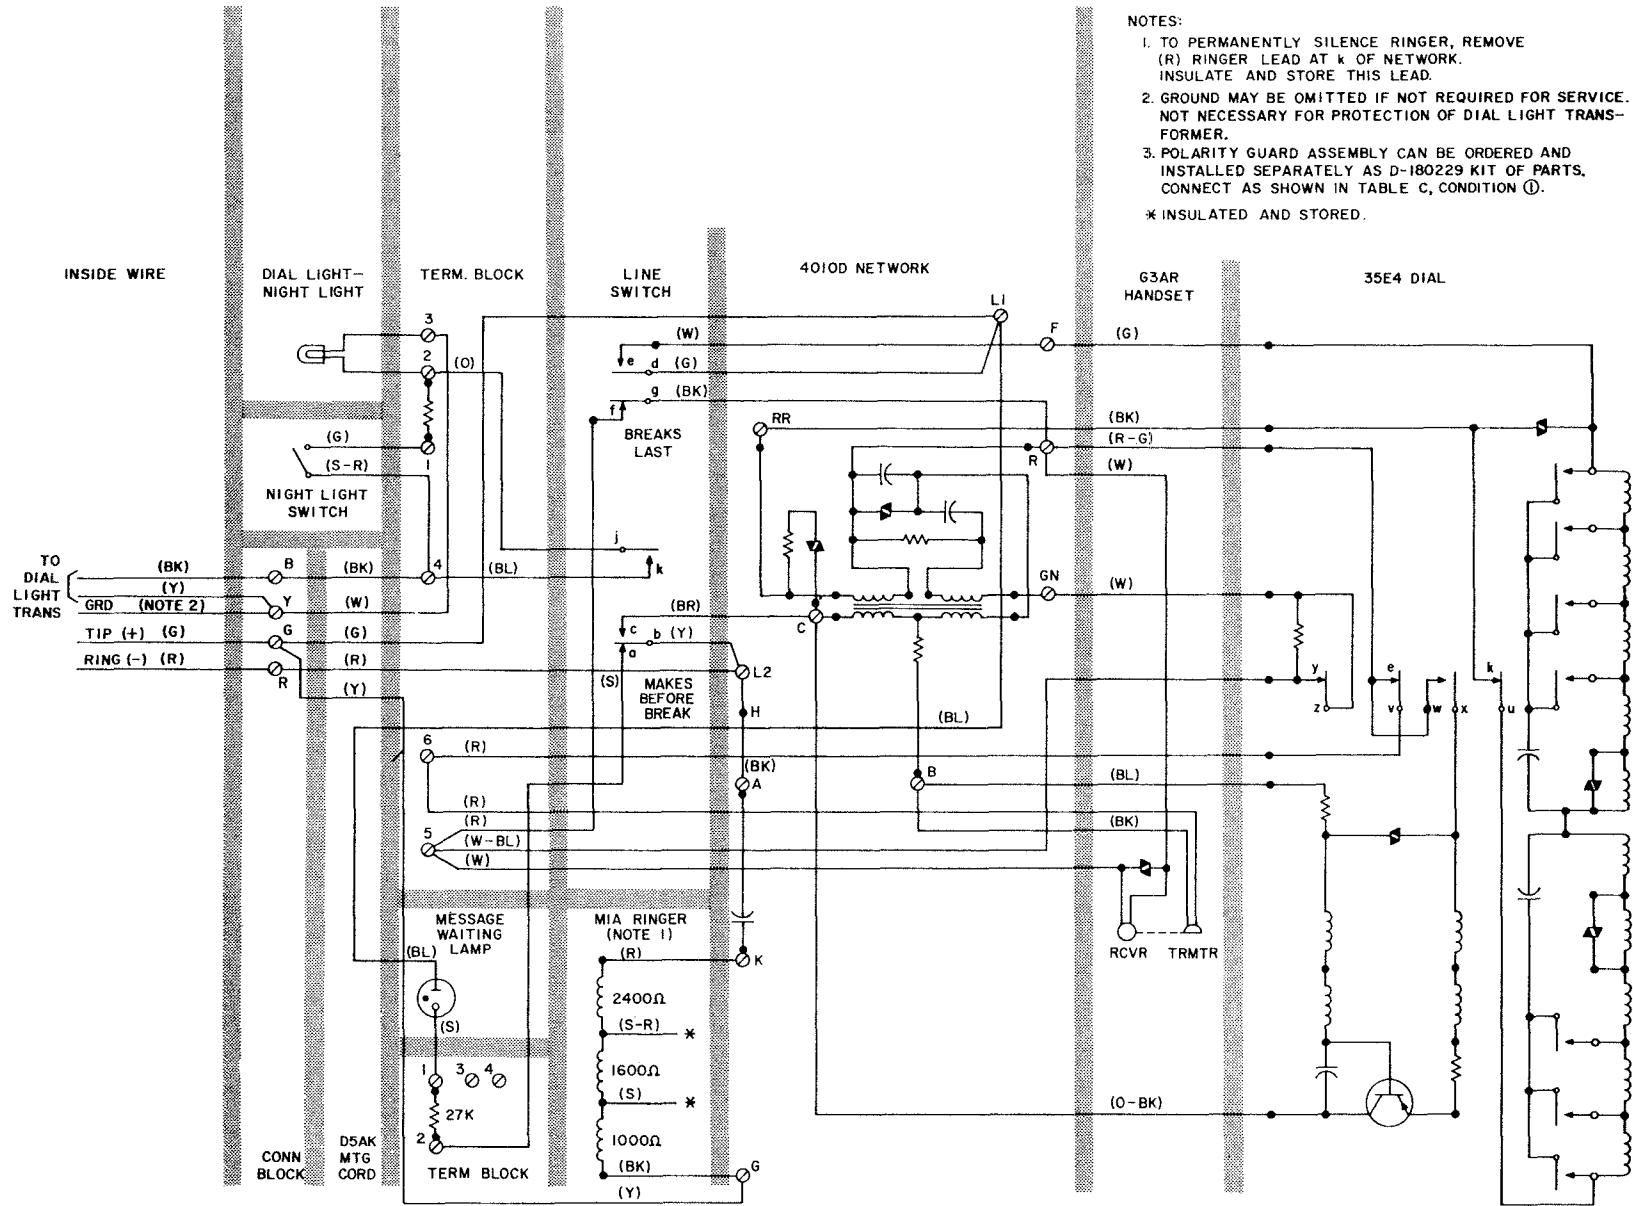 NOTES:
1. TO PERMANENTLY SILENCE RINGER, REMOVE
(R) RINGER LEAD AT k OF NETWORK.
INSULATE AND STORE THIS LEAD.
2. GROUND MAY BE OMITTED IF NOT REQUIRED FOR SERVICE.
NOT NECESSARY FOR PROTECTION OF DIAL LIGHT TRANS-
FORMER.
3. POLARITY GUARD ASSEMBLY CAN BE ORDERED AND
INSTALLED SEPARATELY AS D-180229 KIT OF PARTS.
CONNECT AS SHOWN IN TABLE C, CONDITION ①.
* INSULATED AND STORED.
INSIDE WIRE
DIAL LIGHT-
NIGHT LIGHT
TERM. BLOCK
LINE
SWITCH
4010D NETWORK
G3AR
HANDSET
35E4 DIAL
L1
3
(W)
F
(G)
2
(O)
e
d
(G)
g
(BK)
f
RR
(BK)
BREAKS
LAST
(G)
1
R
(R-G)
(W)
(S-R)
NIGHT LIGHT
SWITCH
j
TO
DIAL
LIGHT
TRANS
(BK)
B
(BK)
4
(BL)
k
GN
(W)
(Y)
GRD
(NOTE 2)
Y
(W)
(BR)
C
TIP (+)
(G)
G
(G)
c
b
(Y)
a
RING (-)
(R)
R
(R)
L2
y
e
k
(S)
(Y)
MAKES
BEFORE
BREAK
H
z
v
w
x
u
(BL)
6
(R)
(BK)
A
B
(BL)
(R)
(R)
(BK)
5
(W-BL)
(W)
MESSAGE
WAITING
LAMP
M1A RINGER
(NOTE 1)
(BL)
(R)
K
RCVR
TRMTR
2400Ω
(S)
(S-R)
*
1600Ω
1
3
4
(S)
*
(O-BK)
27K
2
1000Ω
CONN
BLOCK
D5AK
MTG
CORD
TERM BLOCK
(BK)
G
(Y)